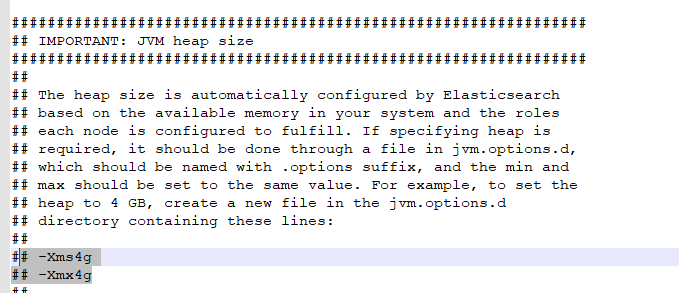 ################################################################
## IMPORTANT: JVM heap size
################################################################
##
## The heap size is automatically configured by Elasticsearch
## based on the available memory in your system and the roles
## each node is configured to fulfill. If specifying heap is
## required, it should be done through a file in jvm.options.d,
## which should be named with .options suffix, and the min and
## max should be set to the same value. For example, to set the
## heap to 4 GB, create a new file in the jvm.options.d
## directory containing these lines:
##
## -Xms4g
## -Xmx4g
##